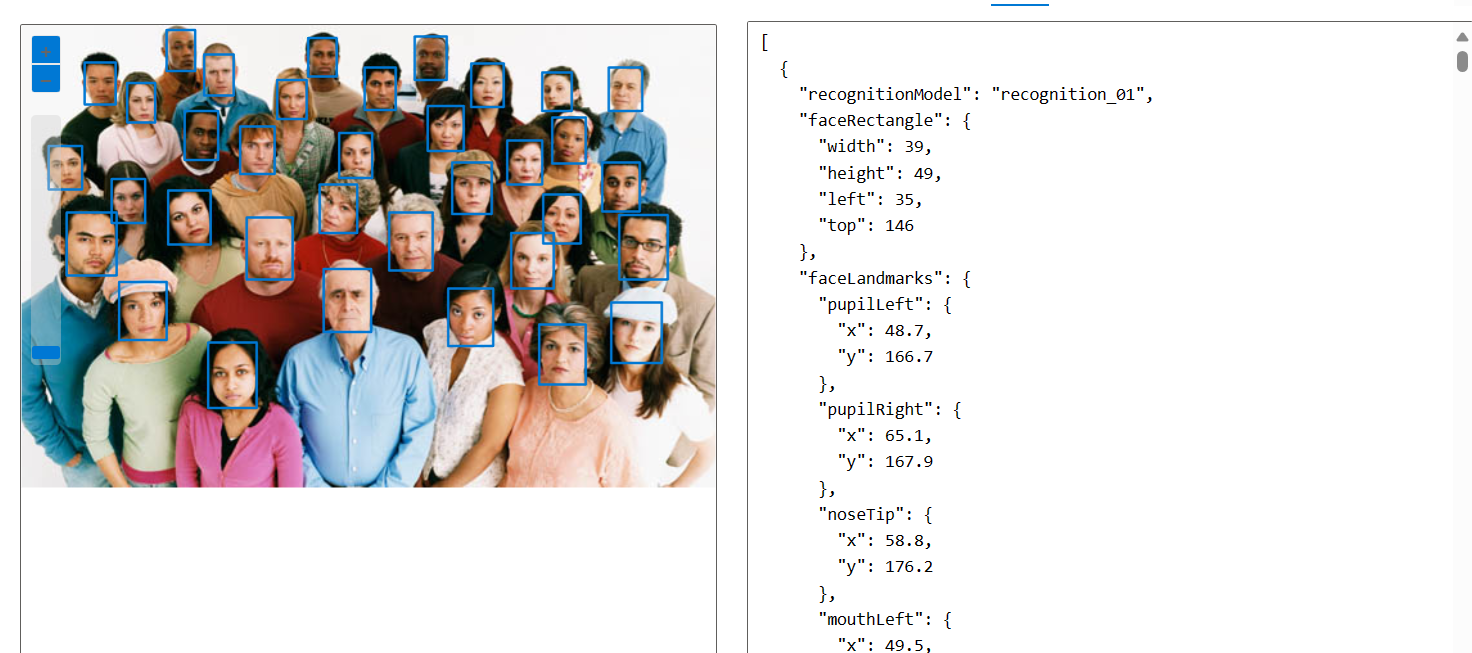 +
-
[
{
"recognitionModel": "recognition_01",
"faceRectangle": {
"width": 39,
"height": 49,
"left": 35,
"top": 146
},
"faceLandmarks": {
"pupilLeft": {
"x": 48.7,
"y": 166.7
},
"pupilRight": {
"x": 65.1,
"y": 167.9
},
"noseTip": {
"x": 58.8,
"y": 176.2
},
"mouthLeft": {
"x": 49.5,